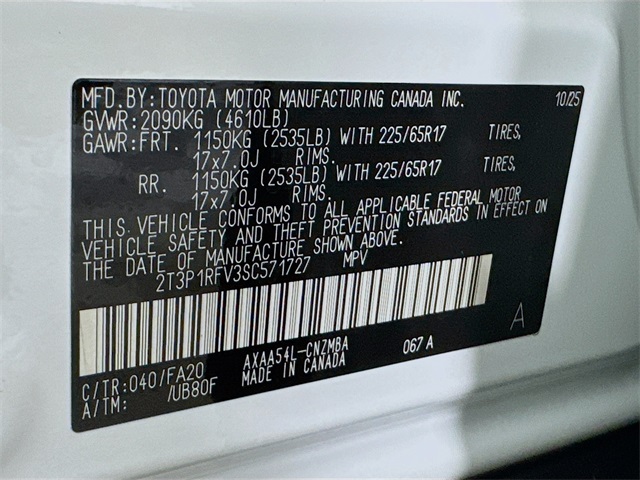 MFD. BY: TOYOTA MOTOR MANUFACTURING CANADA INC. 10/25
GVWR: 2090KG (4610LB)
GAWR: FRT. 1150KG (2535LB) WITH 225/65R17 TIRES,
17x7.0J RIMS.
RR. 1150KG (2535LB) WITH 225/65R17 TIRES,
17x7.0J RIMS.
THIS VEHICLE CONFORMS TO ALL APPLICABLE FEDERAL MOTOR
VEHICLE SAFETY AND THEFT PREVENTION STANDARDS IN EFFECT ON
THE DATE OF MANUFACTURE SHOWN ABOVE.
2T3P1RFV3SC571727 MPV
A
C/TR: 040/FA20 AXAA54L-CNZMBA 067 A
A/TM: /UB80F MADE IN CANADA